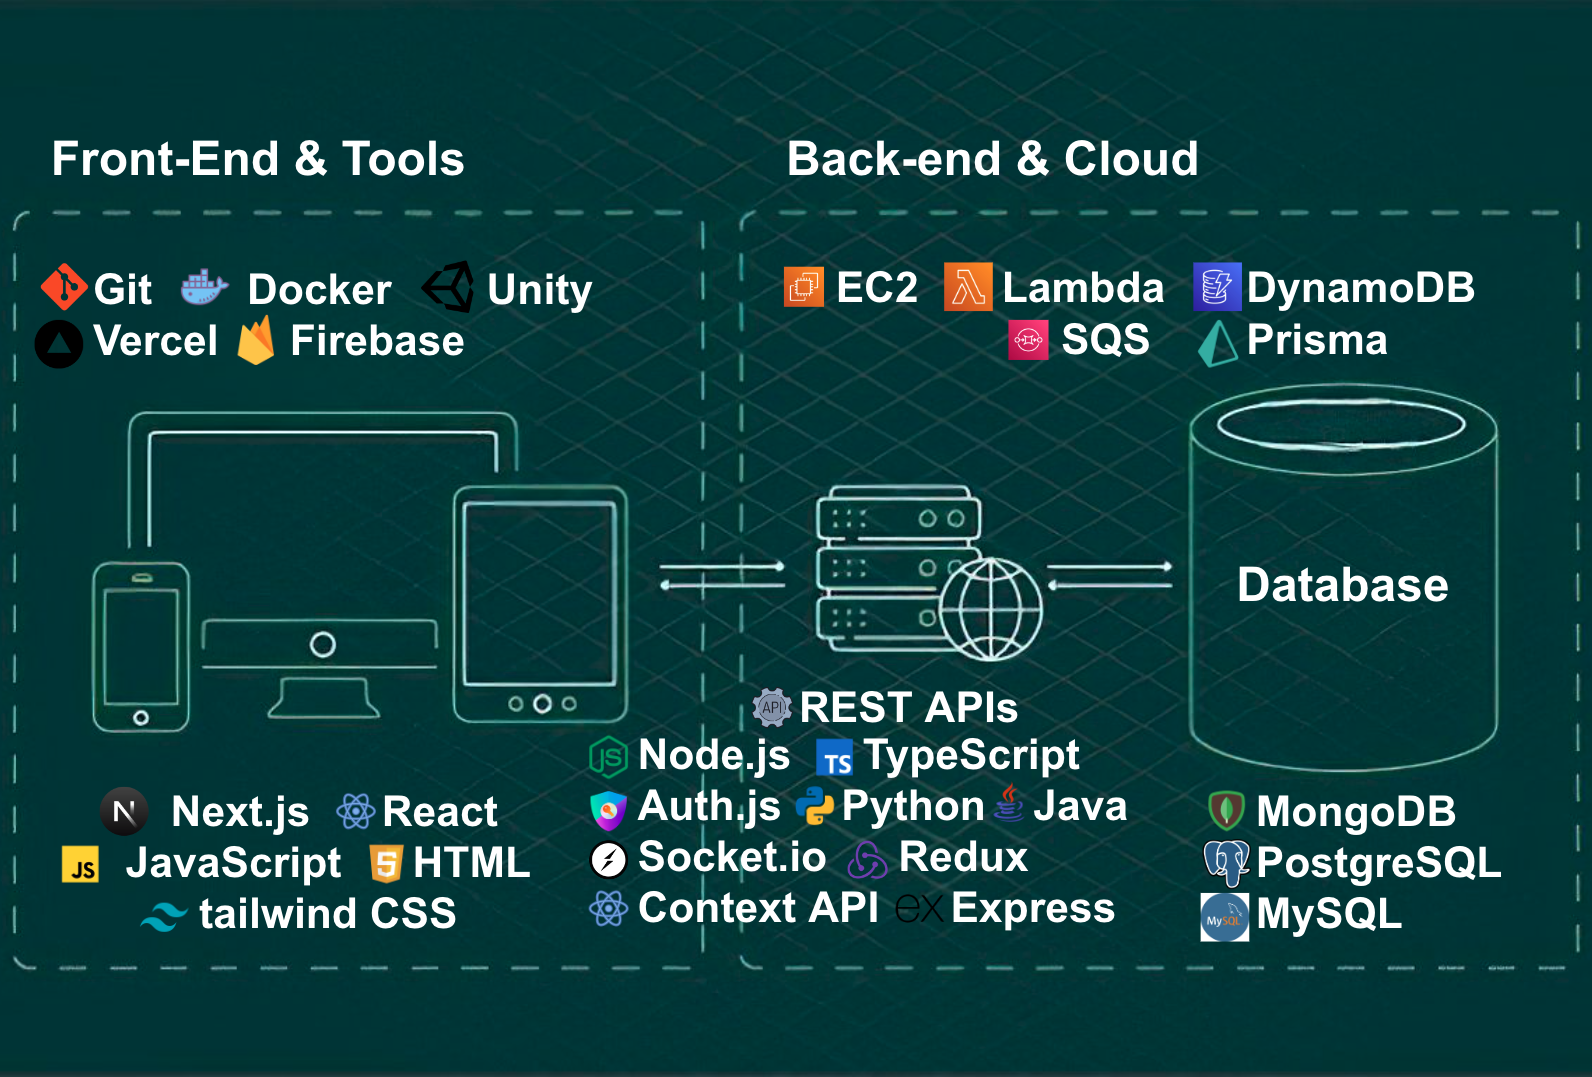 Front-End & Tools
Back-end & Cloud
Git Docker Unity
Vercel Firebase
EC2 Lambda DynamoDB
SQS Prisma
Database
REST APIs
API
Node.js TypeScript
JS TS
Next.js React
N
Auth.js Python Java
JavaScript HTML
JS 5
Socket.io Redux
tailwind CSS
Context API Express
ex
MongoDB
PostgreSQL
MySQL
MySQL